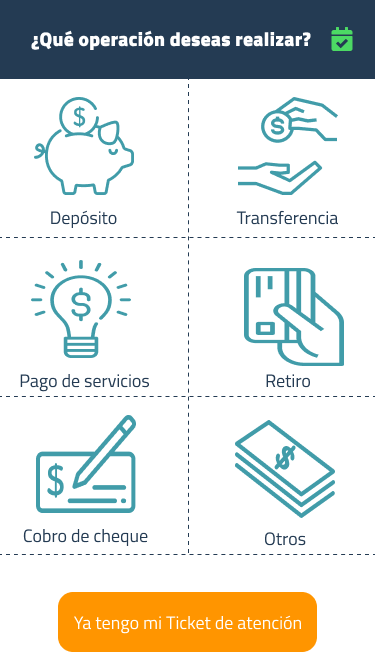 ¿Qué operación deseas realizar?
$
$
Depósito
Transferencia
$
Pago de servicios
Retiro
$
$
Cobro de cheque
Otros
Ya tengo mi Ticket de atención